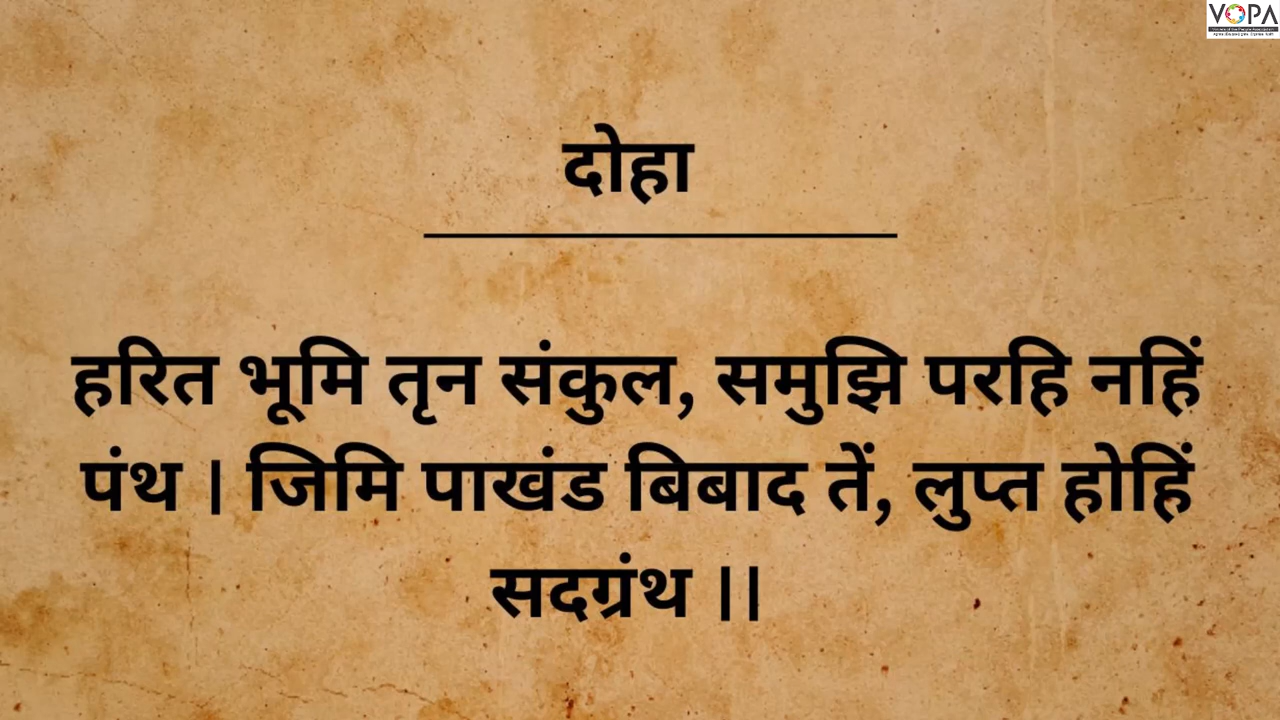 VOPA
दोहा
हरित भूमि तृन संकुल, समुझि परहि नहिं
पंथ । जिमि पाखंड बिबाद तें, लुप्त होहिं
सदग्रंथ ।।